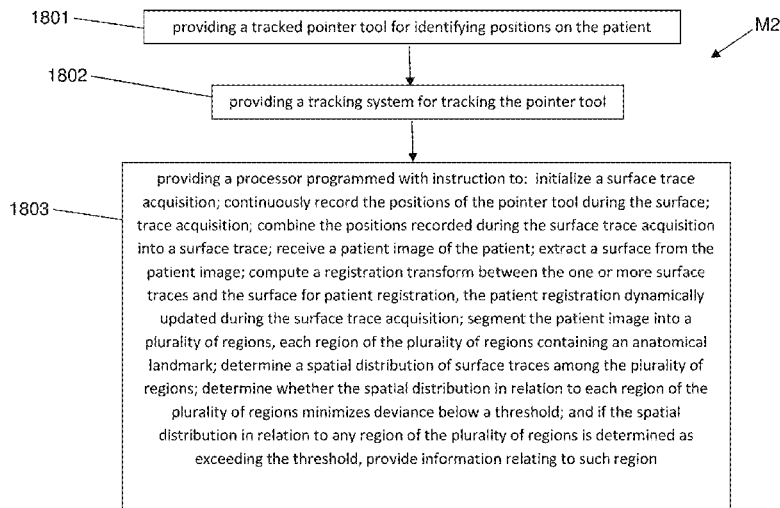 1801
providing a tracked pointer tool for identifying positions on the patient
M2
1802
providing a tracking system for tracking the pointer tool
1803
providing a processor programmed with instruction to: initialize a surface trace
acquisition; continuously record the positions of the pointer tool during the surface;
trace acquisition; combine the positions recorded during the surface trace acquisition
into a surface trace; receive a patient image of the patient; extract a surface from the
patient image; compute a registration transform between the one or more surface
traces and the surface for patient registration, the patient registration dynamically
updated during the surface trace acquisition; segment the patient image into a
plurality of regions, each region of the plurality of regions containing an anatomical
landmark; determine a spatial distribution of surface traces among the plurality of
regions; determine whether the spatial distribution in relation to each region of the
plurality of regions minimizes deviance below a threshold; and if the spatial
distribution in relation to any region of the plurality of regions is determined as
exceeding the threshold, provide information relating to such region